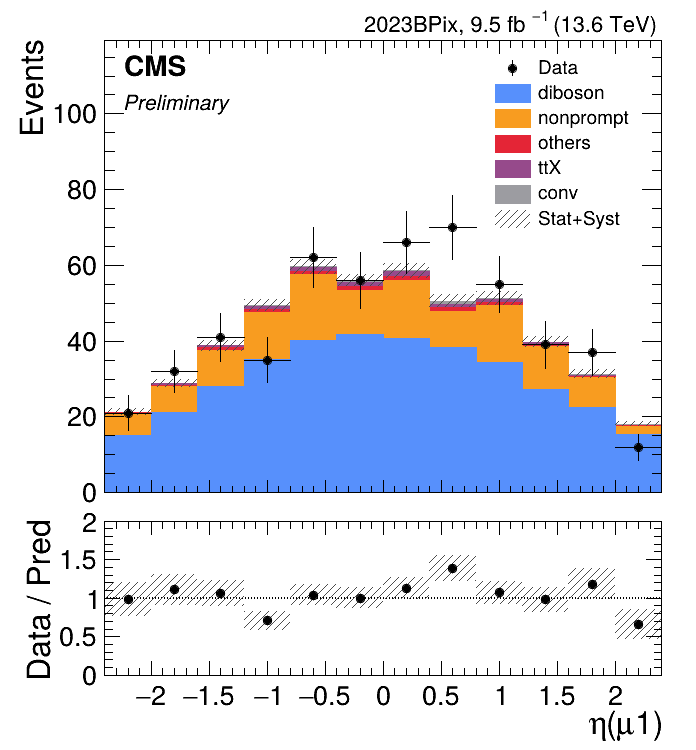 2023BPix, 9.5 fb⁻¹ (13.6 TeV)
CMS
Preliminary
Events
Data
diboson
nonprompt
others
ttX
conv
Stat+Syst
100
80
60
40
20
0
Data / Pred
2
1.5
1
0.5
0
−2 −1.5 −1 −0.5 0 0.5 1 1.5 2
η(μ1)